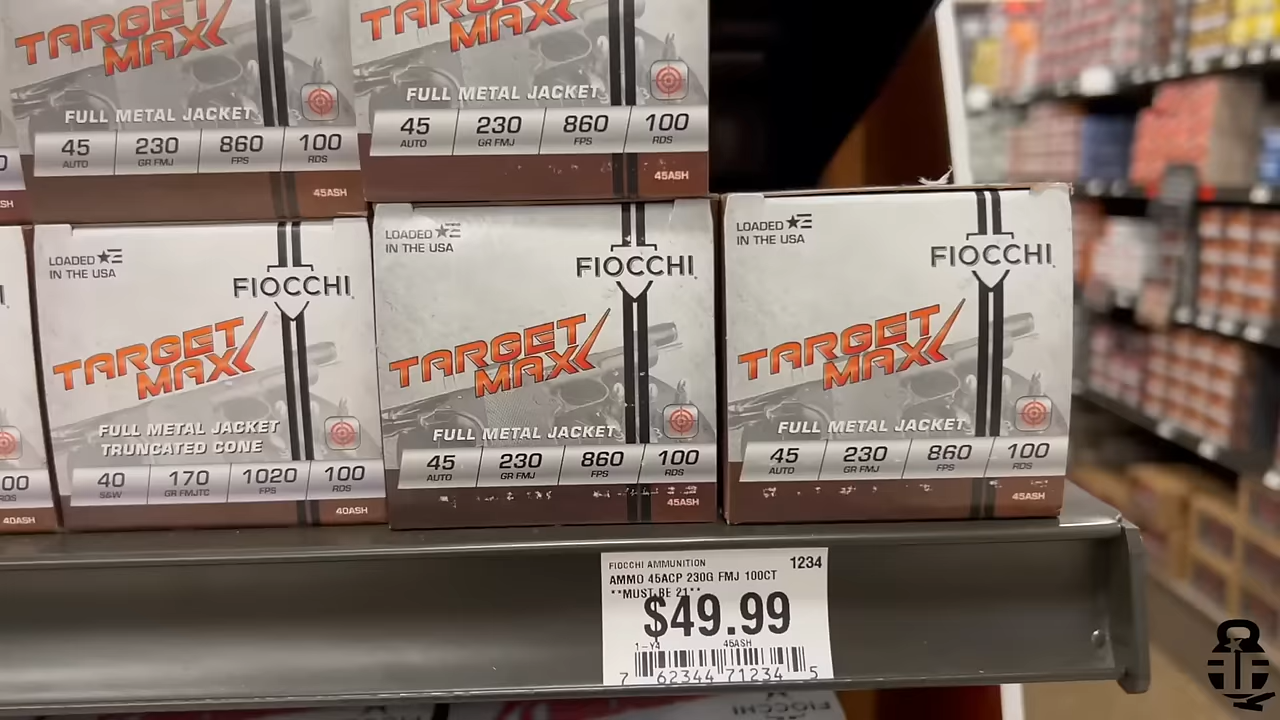 TARGET
MAX
FULL METAL JACKET
45 230 860 100
AUTO GR FMJ FPS RDS
45ASH
TARGET
MAX
FULL METAL JACKET
45 230 860 100
AUTO GR FMJ FPS RDS
45ASH
LOADED
IN THE USA
FIOCCHI
TARGET
MAX
FULL METAL JACKET
TRUNCATED CONE
40 170 1020 100
S&W GR FMJTC FPS RDS
40ASH
LOADED
IN THE USA
FIOCCHI
TARGET
MAX
FULL METAL JACKET
45 230 860 100
AUTO GR FMJ FPS RDS
45ASH
LOADED
IN THE USA
FIOCCHI
TARGET
MAX
FULL METAL JACKET
45 230 860 100
AUTO GR FMJ FPS RDS
45ASH
40ASH
FIOCCHI AMMUNITION 1234
AMMO 45ACP 230G FMJ 100CT
**MUST BE 21**
$49.99
1-Y4 45ASH
7 62344 71234 5
FIOCCHI